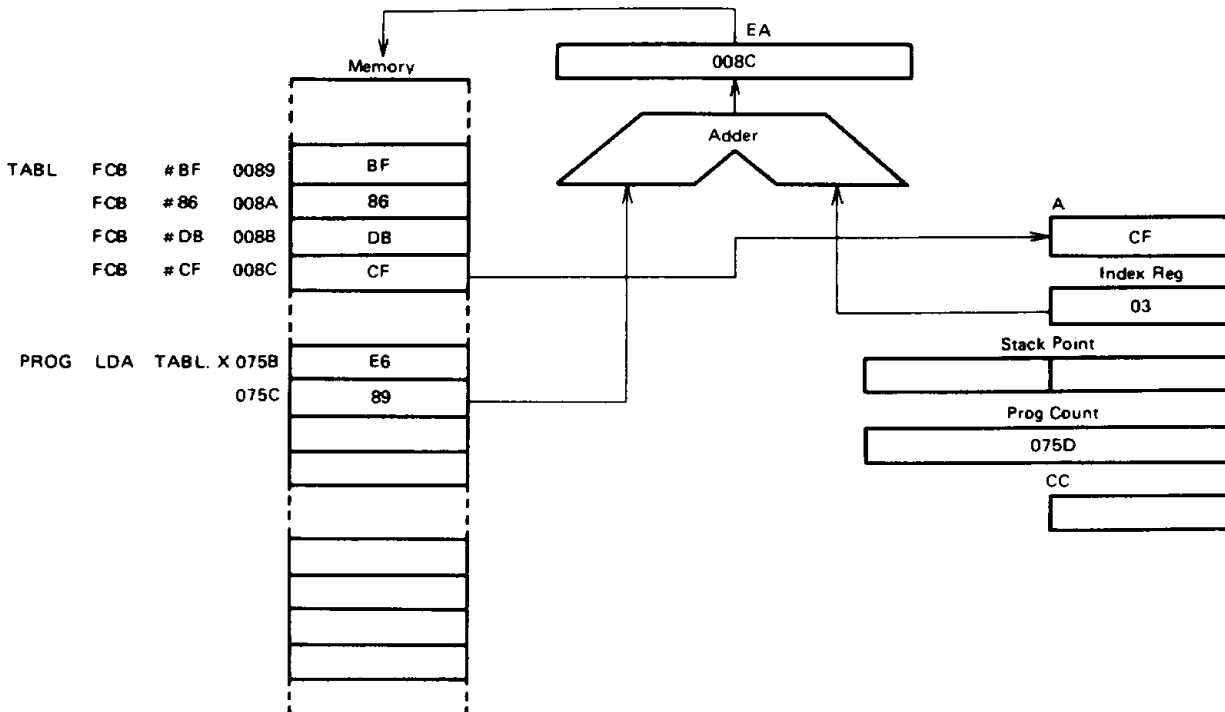 EA
008C
Memory
Adder
TABL FCB #BF 0089 BF
FCB #86 008A 86
FCB #DB 008B DB
FCB #CF 008C CF
A
CF
Index Reg
03
Stack Point
PROG LDA TABL. X 075B E6
075C 89
Prog Count
075D
CC